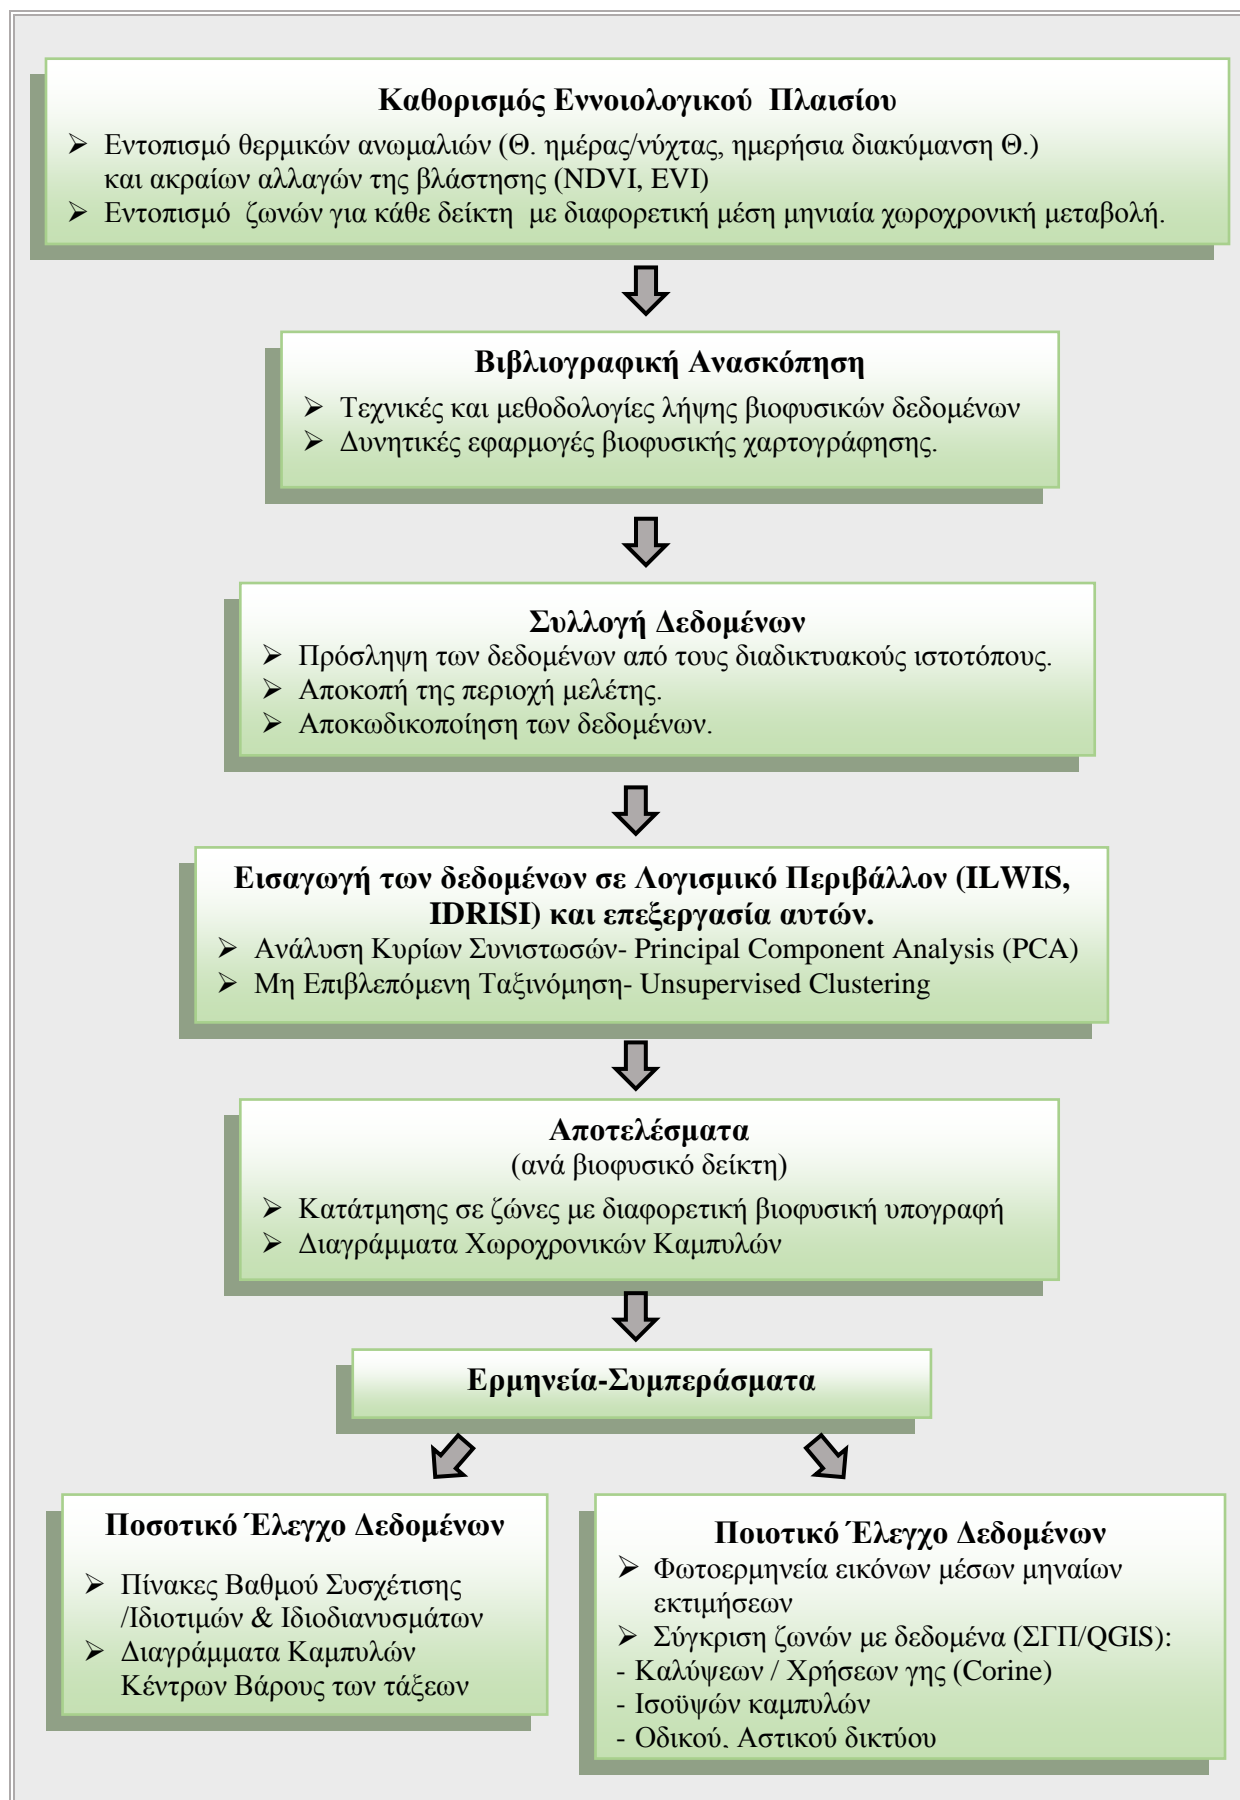 Καθορισμός Εννοιολογικού Πλαισίου
➢ Εντοπισμό θερμικών ανωμαλιών (Θ. ημέρας/νύχτας, ημερήσια διακύμανση Θ.)
και ακραίων αλλαγών της βλάστησης (NDVI, EVI)
➢ Εντοπισμό ζωνών για κάθε δείκτη με διαφορετική μέση μηνιαία χωροχρονική μεταβολή.
Βιβλιογραφική Ανασκόπηση
➢ Τεχνικές και μεθοδολογίες λήψης βιοφυσικών δεδομένων
➢ Δυνητικές εφαρμογές βιοφυσικής χαρτογράφησης.
Συλλογή Δεδομένων
➢ Πρόσληψη των δεδομένων από τους διαδικτυακούς ιστοτόπους.
➢ Αποκοπή της περιοχή μελέτης.
➢ Αποκωδικοποίηση των δεδομένων.
Εισαγωγή των δεδομένων σε Λογισμικό Περιβάλλον (ILWIS,
IDRISI) και επεξεργασία αυτών.
➢ Ανάλυση Κυρίων Συνιστωσών- Principal Component Analysis (PCA)
➢ Μη Επιβλεπόμενη Ταξινόμηση- Unsupervised Clustering
Αποτελέσματα
(ανά βιοφυσικό δείκτη)
➢ Κατάτμησης σε ζώνες με διαφορετική βιοφυσική υπογραφή
➢ Διαγράμματα Χωροχρονικών Καμπυλών
Ερμηνεία-Συμπεράσματα
Ποσοτικό Έλεγχο Δεδομένων
➢ Πίνακες Βαθμού Συσχέτισης
/Ιδιοτιμών & Ιδιοδιανυσμάτων
➢ Διαγράμματα Καμπυλών
Κέντρων Βάρους των τάξεων
Ποιοτικό Έλεγχο Δεδομένων
➢ Φωτοερμηνεία εικόνων μέσων μηναίων
εκτιμήσεων
➢ Σύγκριση ζωνών με δεδομένα (ΣΓΠ/QGIS):
- Καλύψεων / Χρήσεων γης (Corine)
- Ισοϋψών καμπυλών
- Οδικού, Αστικού δικτύου